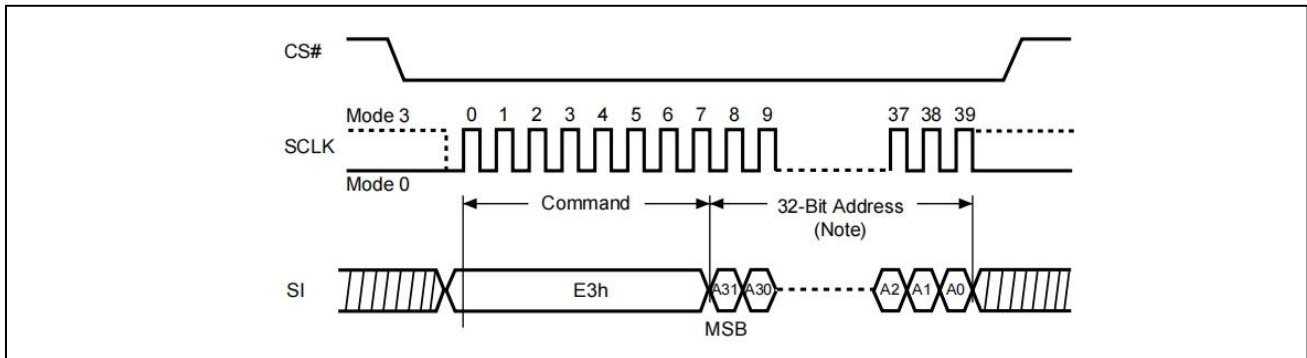 CS#
Mode 3 0 1 2 3 4 5 6 7 8 9 37 38 39
SCLK
Mode 0
Command 32-Bit Address
(Note)
SI E3h A31 A30 A2 A1 A0
MSB